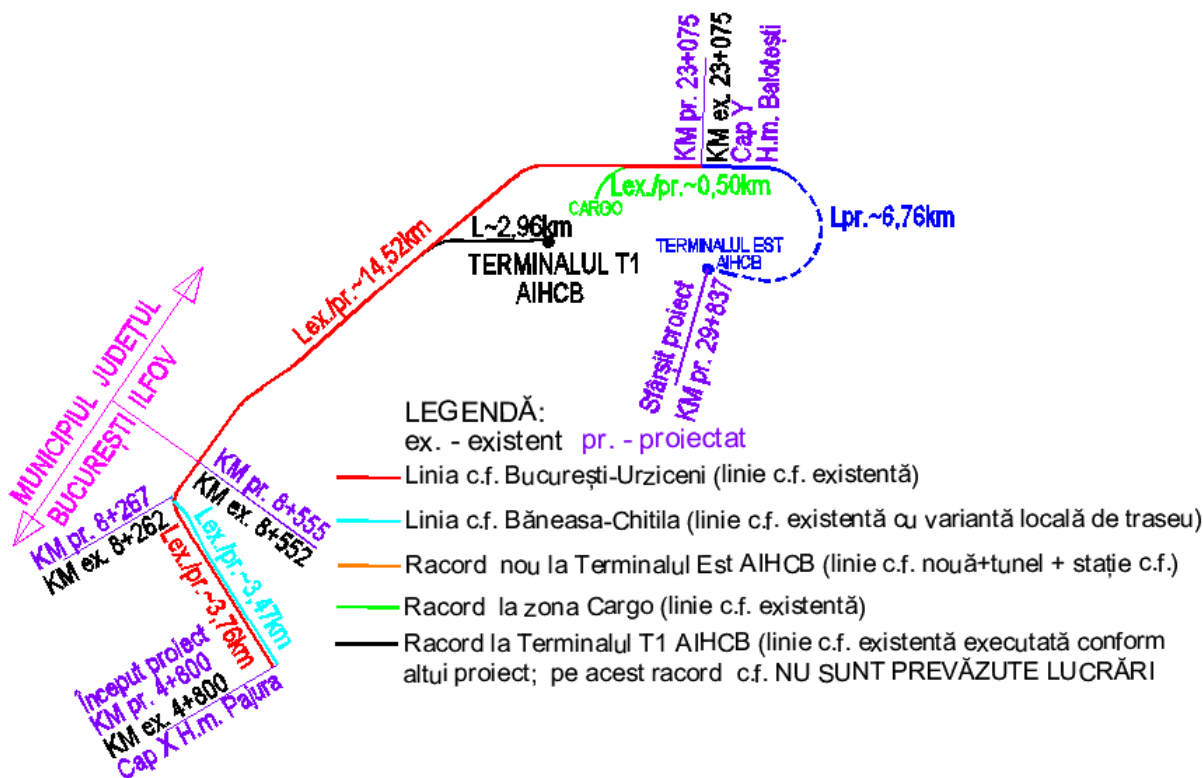 KM pr. 23+075
KM ex. 23+075
Cap Y
H.m. Balotești
Lex./pr.~0,50km
CARGO
L~2,96km
TERMINALUL T1
AIHCB
Lpr.~6,76km
TERMINALUL EST
AIHCB
Lex./pr.~14,52km
Sfârșit proiect
KM pr. 29+837
MUNICIPIUL JUDEȚUL
BUCUREȘTI ILFOV
KM pr. 8+555
KM ex. 8+552
KM pr. 8+267
KM ex. 8+262
Lex./pr.~3,47km
Lex./pr.~3,76km
Început proiect
KM pr. 4+800
KM ex. 4+800
Cap X H.m. Pajura
LEGENDĂ:
ex. - existent pr. - proiectat
Linia c.f. București-Urziceni (linie c.f. existentă)
Linia c.f. Băneasa-Chitila (linie c.f. existentă cu variantă locală de traseu)
Racord nou la Terminalul Est AIHCB (linie c.f. nouă+tunel + stație c.f.)
Racord la zona Cargo (linie c.f. existentă)
Racord la Terminalul T1 AIHCB (linie c.f. existentă executată conform
altui proiect; pe acest racord c.f. NU SUNT PREVĂZUTE LUCRĂRI